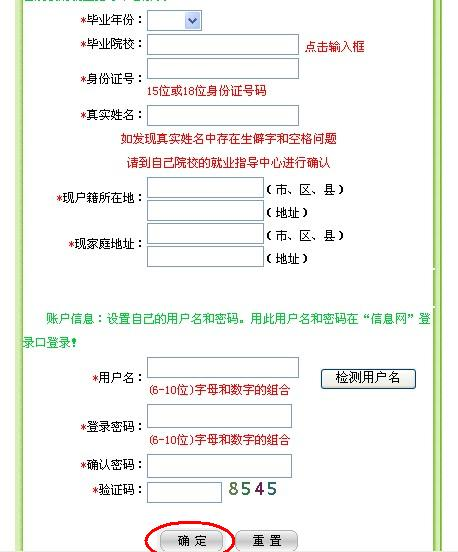 *毕业年份：
*毕业院校： 点击输入框
*身份证号：
15位或18位身份证号码
*真实姓名：
如发现真实姓名中存在生僻字和空格问题
请到自己院校的就业指导中心进行确认
*现户籍所在地： （市、区、县）
（地址）
*现家庭地址： （市、区、县）
（地址）
账户信息：设置自己的用户名和密码。用此用户名和密码在“信息网”登
录口登录!
*用户名： 检测用户名
(6-10位)字母和数字的组合
*登录密码：
(6-10位)字母和数字的组合
*确认密码：
*验证码： 8545
确 定 重 置